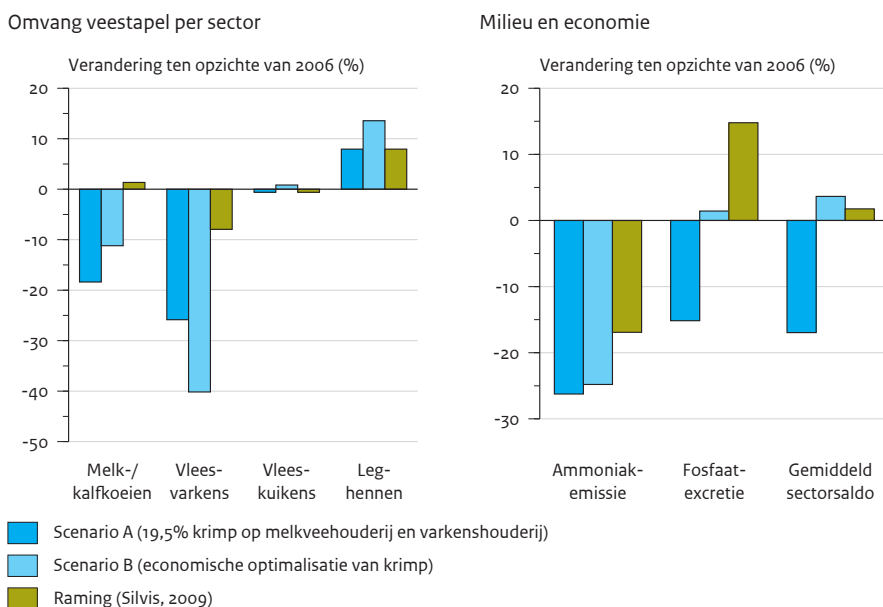 Omvang veestapel per sector
Verandering ten opzichte van 2006 (%)
20
10
0
-10
-20
-30
-40
-50
Melk-/
kalfkoeien
Vlees-
varkens
Vlees-
kuikens
Leg-
hennen
Milieu en economie
Verandering ten opzichte van 2006 (%)
20
10
0
-10
-20
-30
Ammoniak-
emissie
Fosfaat-
excretie
Gemiddeld
sectorsaldo
Scenario A (19,5% krimp op melkveehouderij en varkenshouderij)
Scenario B (economische optimalisatie van krimp)
Raming (Silvis, 2009)